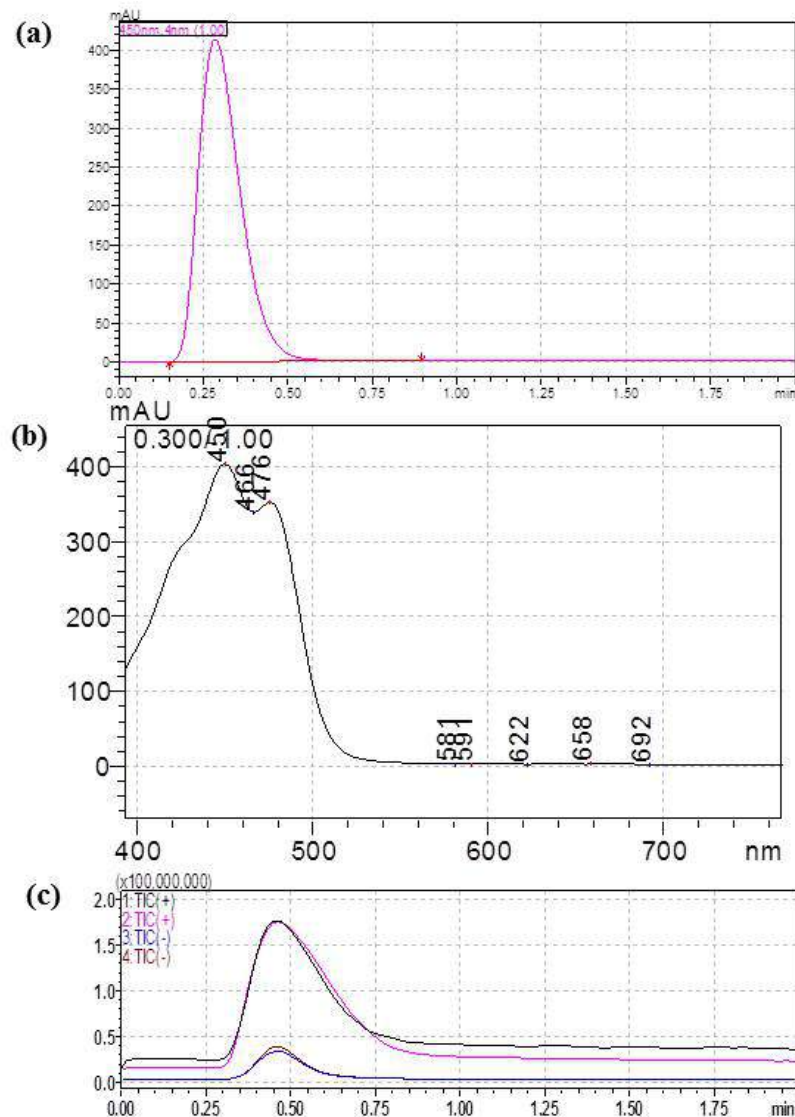 (a)
mAU
450nm,4nm (1.00
400
350
300
250
200
150
100
50
0
0.00 0.25 0.50 0.75 1.00 1.25 1.50 1.75 min
(b)
mAU
0.300/ 1.00
450
466
476
400
300
200
100
0
581
591
622
658
692
400 500 600 700 nm
(c)
(x100,000,000)
1:TIC(+)
2:TIC(+)
3:TIC(-)
4:TIC(-)
2.0
1.5
1.0
0.5
0.0
0.00 0.25 0.50 0.75 1.00 1.25 1.50 1.75 min